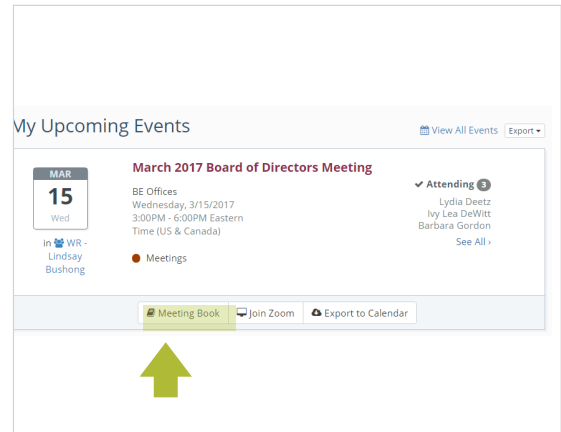 My Upcoming Events
View All Events
Export
MAR
15
Wed
in WR -
Lindsay
Bushong
March 2017 Board of Directors Meeting
BE Offices
Wednesday, 3/15/2017
3:00PM - 6:00PM Eastern
Time (US & Canada)
Meetings
Attending 3
Lydia Deetz
Ivy Lea DeWitt
Barbara Gordon
See All ›
Meeting Book
Join Zoom
Export to Calendar